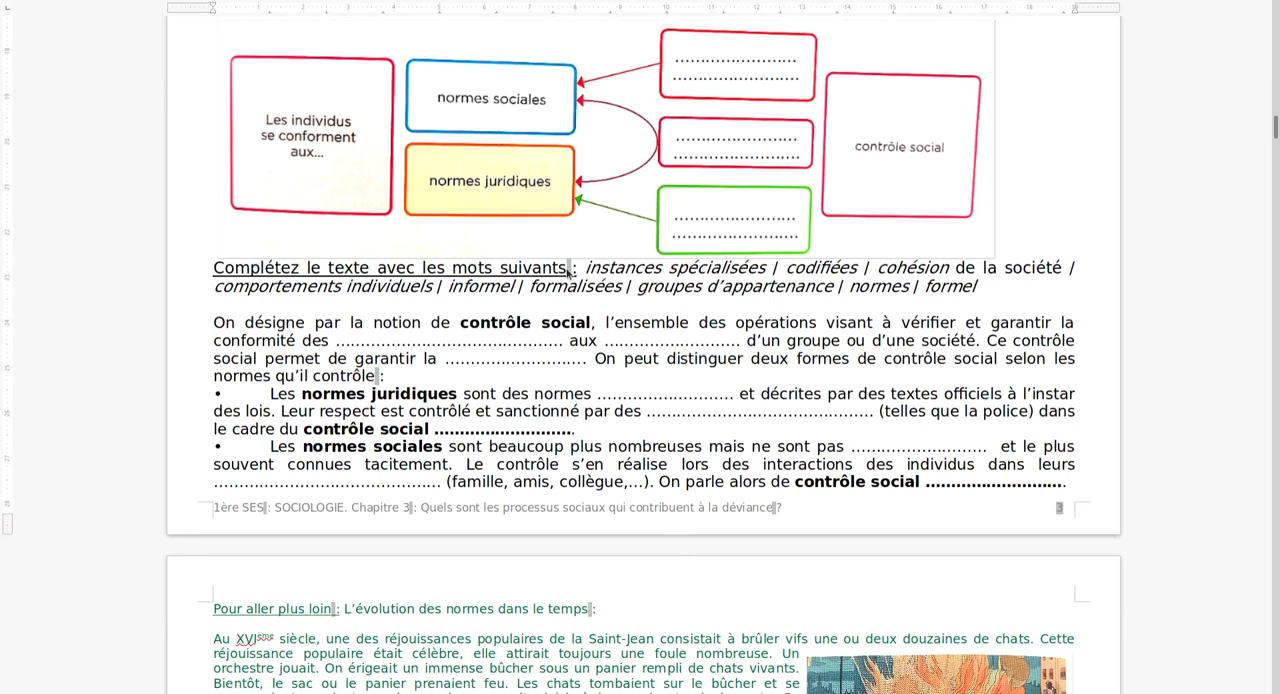 Les individus
se conforment
aux...
normes sociales
normes juridiques
........................
........................
........................
........................
........................
........................
contrôle social
Complétez le texte avec les mots suivants : instances spécialisées / codifiées / cohésion de la société /
comportements individuels / informel / formalisées / groupes d’appartenance / normes / formel
On désigne par la notion de contrôle social, l’ensemble des opérations visant à vérifier et garantir la
conformité des ............................................ aux .......................... d’un groupe ou d’une société. Ce contrôle
social permet de garantir la ........................... On peut distinguer deux formes de contrôle social selon les
normes qu’il contrôle :
• Les normes juridiques sont des normes .......................... et décrites par des textes officiels à l’instar
des lois. Leur respect est contrôlé et sanctionné par des ............................................ (telles que la police) dans
le cadre du contrôle social ..........................
• Les normes sociales sont beaucoup plus nombreuses mais ne sont pas .......................... et le plus
souvent connues tacitement. Le contrôle s’en réalise lors des interactions des individus dans leurs
............................................ (famille, amis, collègue,...). On parle alors de contrôle social ...........................
1ère SES : SOCIOLOGIE. Chapitre 3 : Quels sont les processus sociaux qui contribuent à la déviance ? 3
Pour aller plus loin : L’évolution des normes dans le temps :
Au XVIème siècle, une des réjouissances populaires de la Saint-Jean consistait à brûler vifs une ou deux douzaines de chats. Cette
réjouissance populaire était célèbre, elle attirait toujours une foule nombreuse. Un
orchestre jouait. On érigeait un immense bûcher sous un panier rempli de chats vivants.
Bientôt, le sac ou le panier prenaient feu. Les chats tombaient sur le bûcher et se